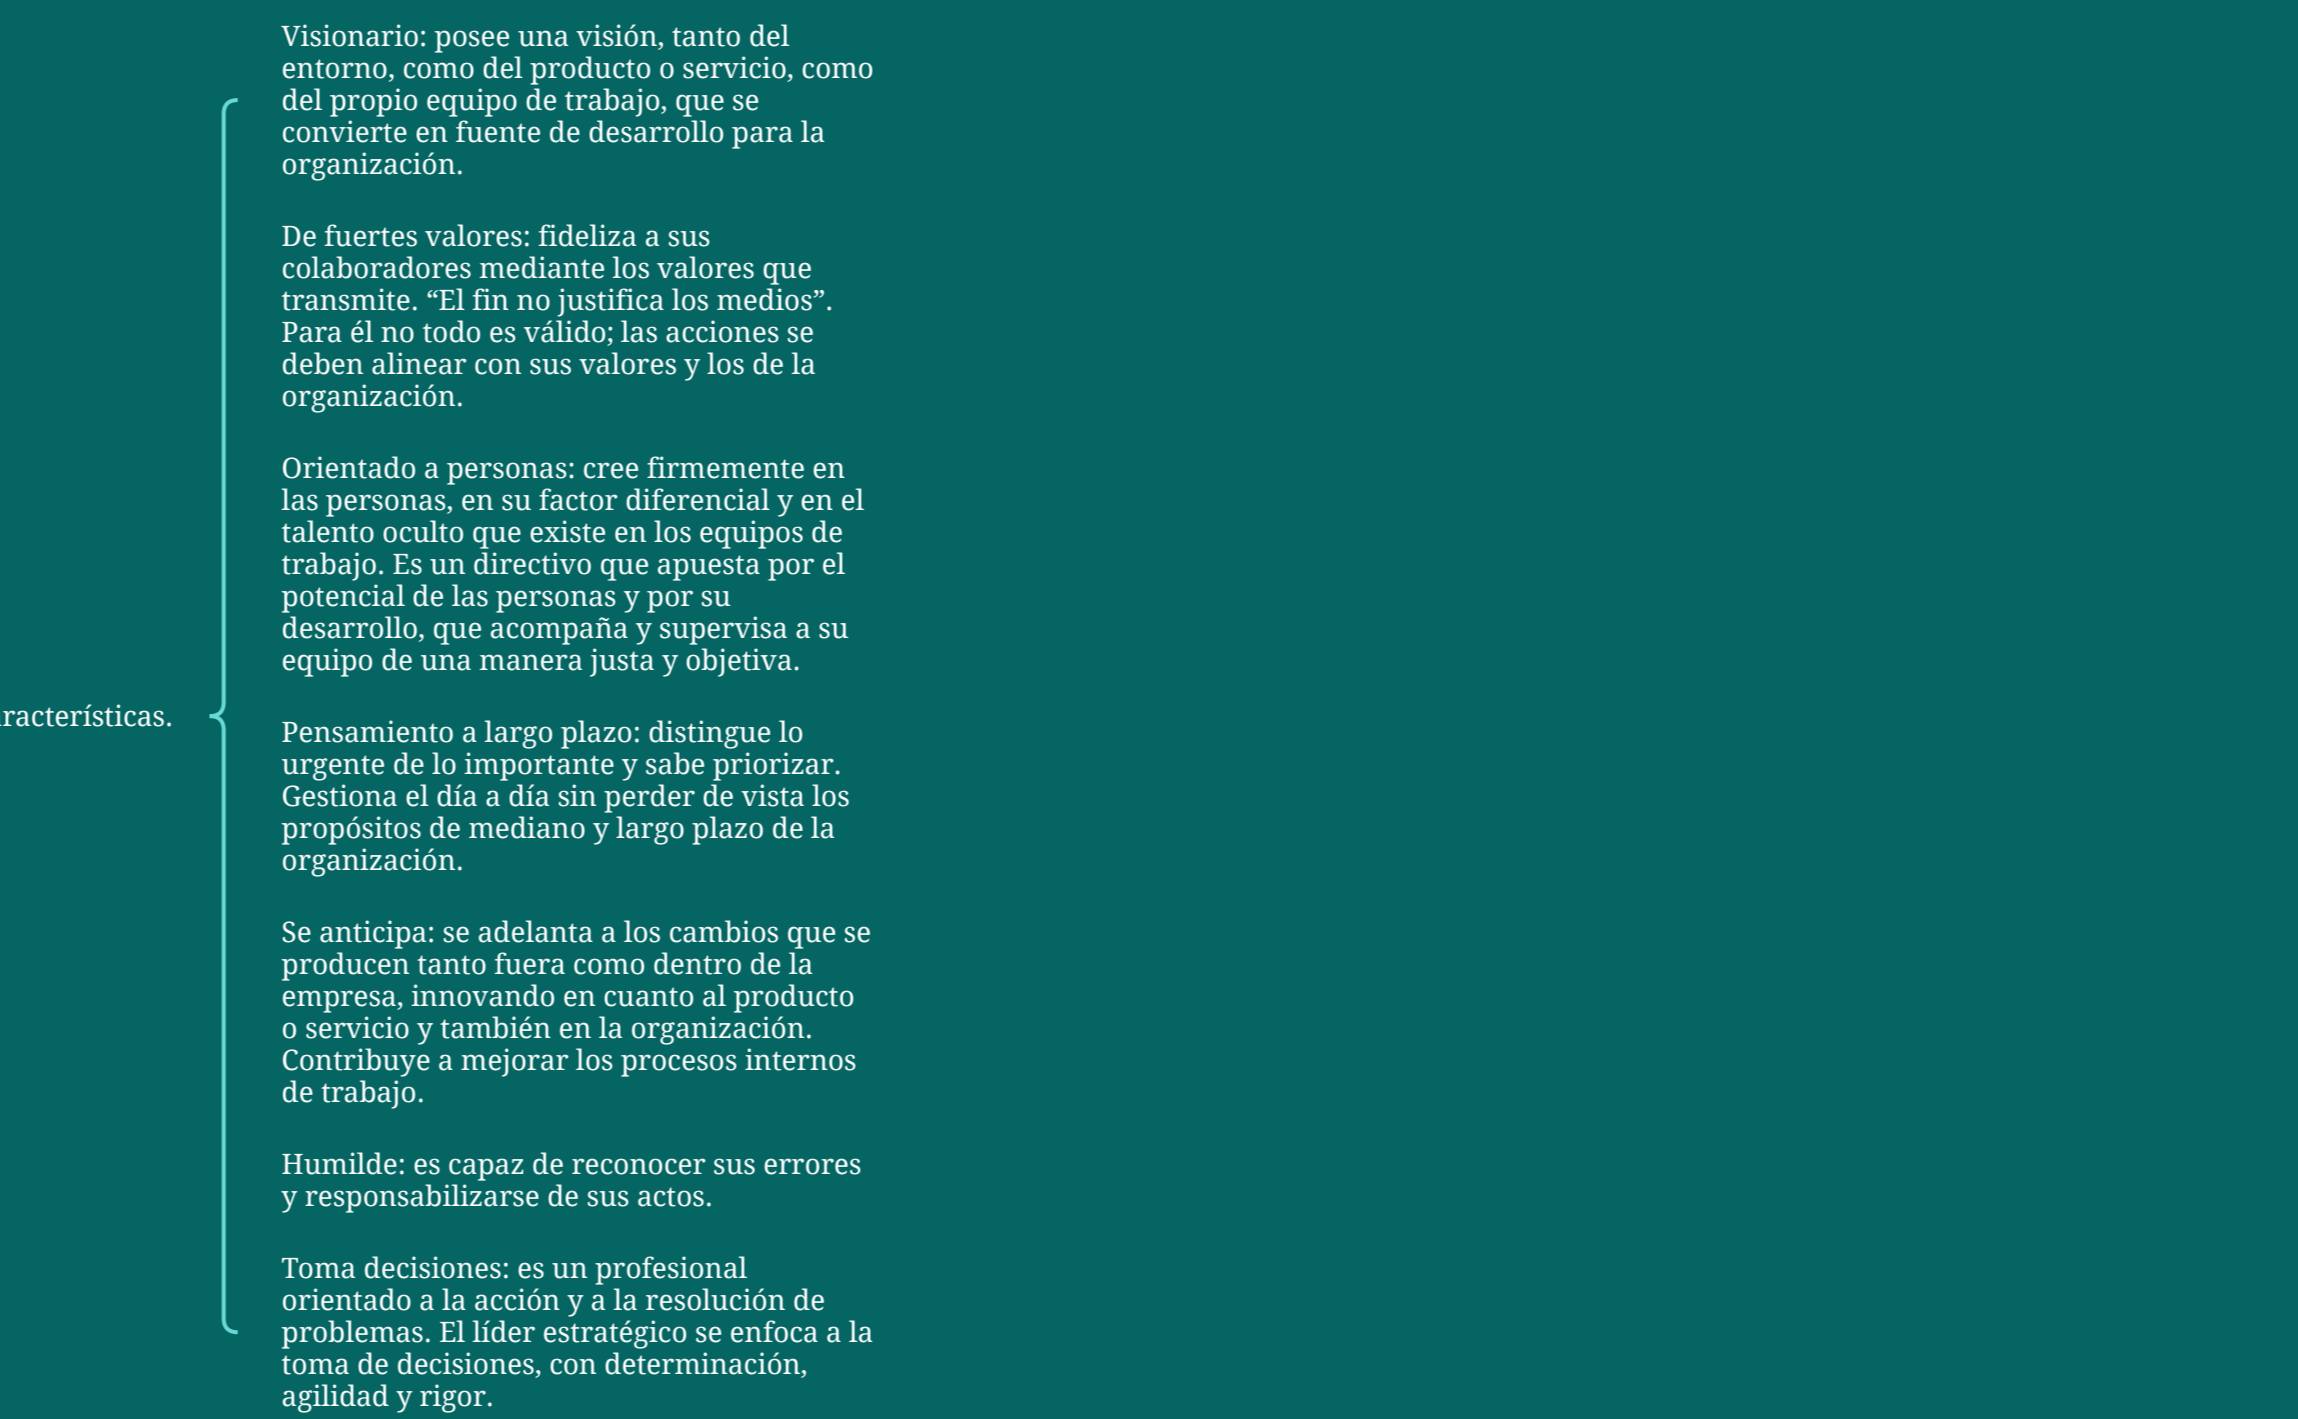 Visionario: posee una visión, tanto del
entorno, como del producto o servicio, como
del propio equipo de trabajo, que se
convierte en fuente de desarrollo para la
organización.
De fuertes valores: fideliza a sus
colaboradores mediante los valores que
transmite. “El fin no justifica los medios”.
Para él no todo es válido; las acciones se
deben alinear con sus valores y los de la
organización.
Orientado a personas: cree firmemente en
las personas, en su factor diferencial y en el
talento oculto que existe en los equipos de
trabajo. Es un directivo que apuesta por el
potencial de las personas y por su
desarrollo, que acompaña y supervisa a su
equipo de una manera justa y objetiva.
racterísticas.
Pensamiento a largo plazo: distingue lo
urgente de lo importante y sabe priorizar.
Gestiona el día a día sin perder de vista los
propósitos de mediano y largo plazo de la
organización.
Se anticipa: se adelanta a los cambios que se
producen tanto fuera como dentro de la
empresa, innovando en cuanto al producto
o servicio y también en la organización.
Contribuye a mejorar los procesos internos
de trabajo.
Humilde: es capaz de reconocer sus errores
y responsabilizarse de sus actos.
Toma decisiones: es un profesional
orientado a la acción y a la resolución de
problemas. El líder estratégico se enfoca a la
toma de decisiones, con determinación,
agilidad y rigor.